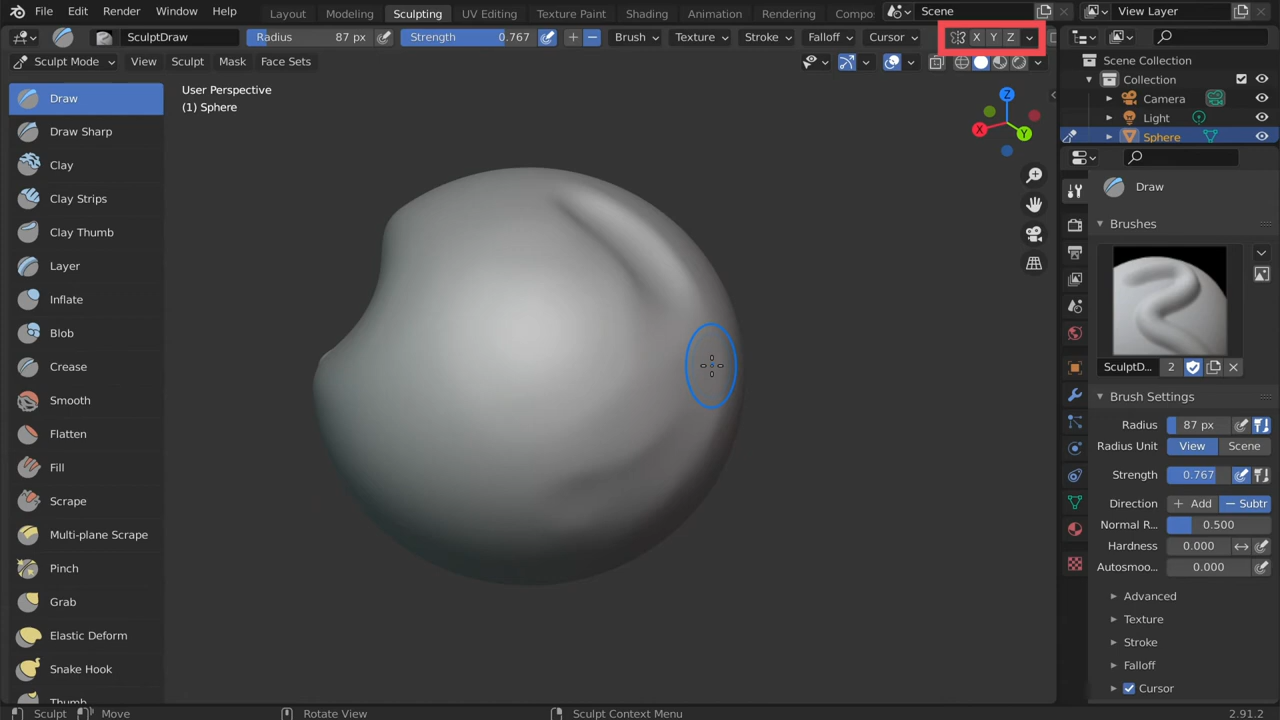 File Edit Render Window Help Layout Modeling Sculpting UV Editing Texture Paint Shading Animation Rendering Compo Scene View Layer
SculptDraw Radius 87 px Strength 0.767 + − Brush Texture Stroke Falloff Cursor X Y Z
Sculpt Mode View Sculpt Mask Face Sets
User Perspective
(1) Sphere
Draw
Draw Sharp
Clay
Clay Strips
Clay Thumb
Layer
Inflate
Blob
Crease
Smooth
Flatten
Fill
Scrape
Multi-plane Scrape
Pinch
Grab
Elastic Deform
Snake Hook
Thumb
Z
X
Y
Scene Collection
Collection
Camera
Light
Sphere
Draw
Brushes
SculptD... 2
Brush Settings
Radius 87 px
Radius Unit View Scene
Strength 0.767
Direction + Add − Subtr
Normal R... 0.500
Hardness 0.000
Autosmoo... 0.000
Advanced
Texture
Stroke
Falloff
Cursor
Sculpt Move Rotate View Sculpt Context Menu 2.91.2